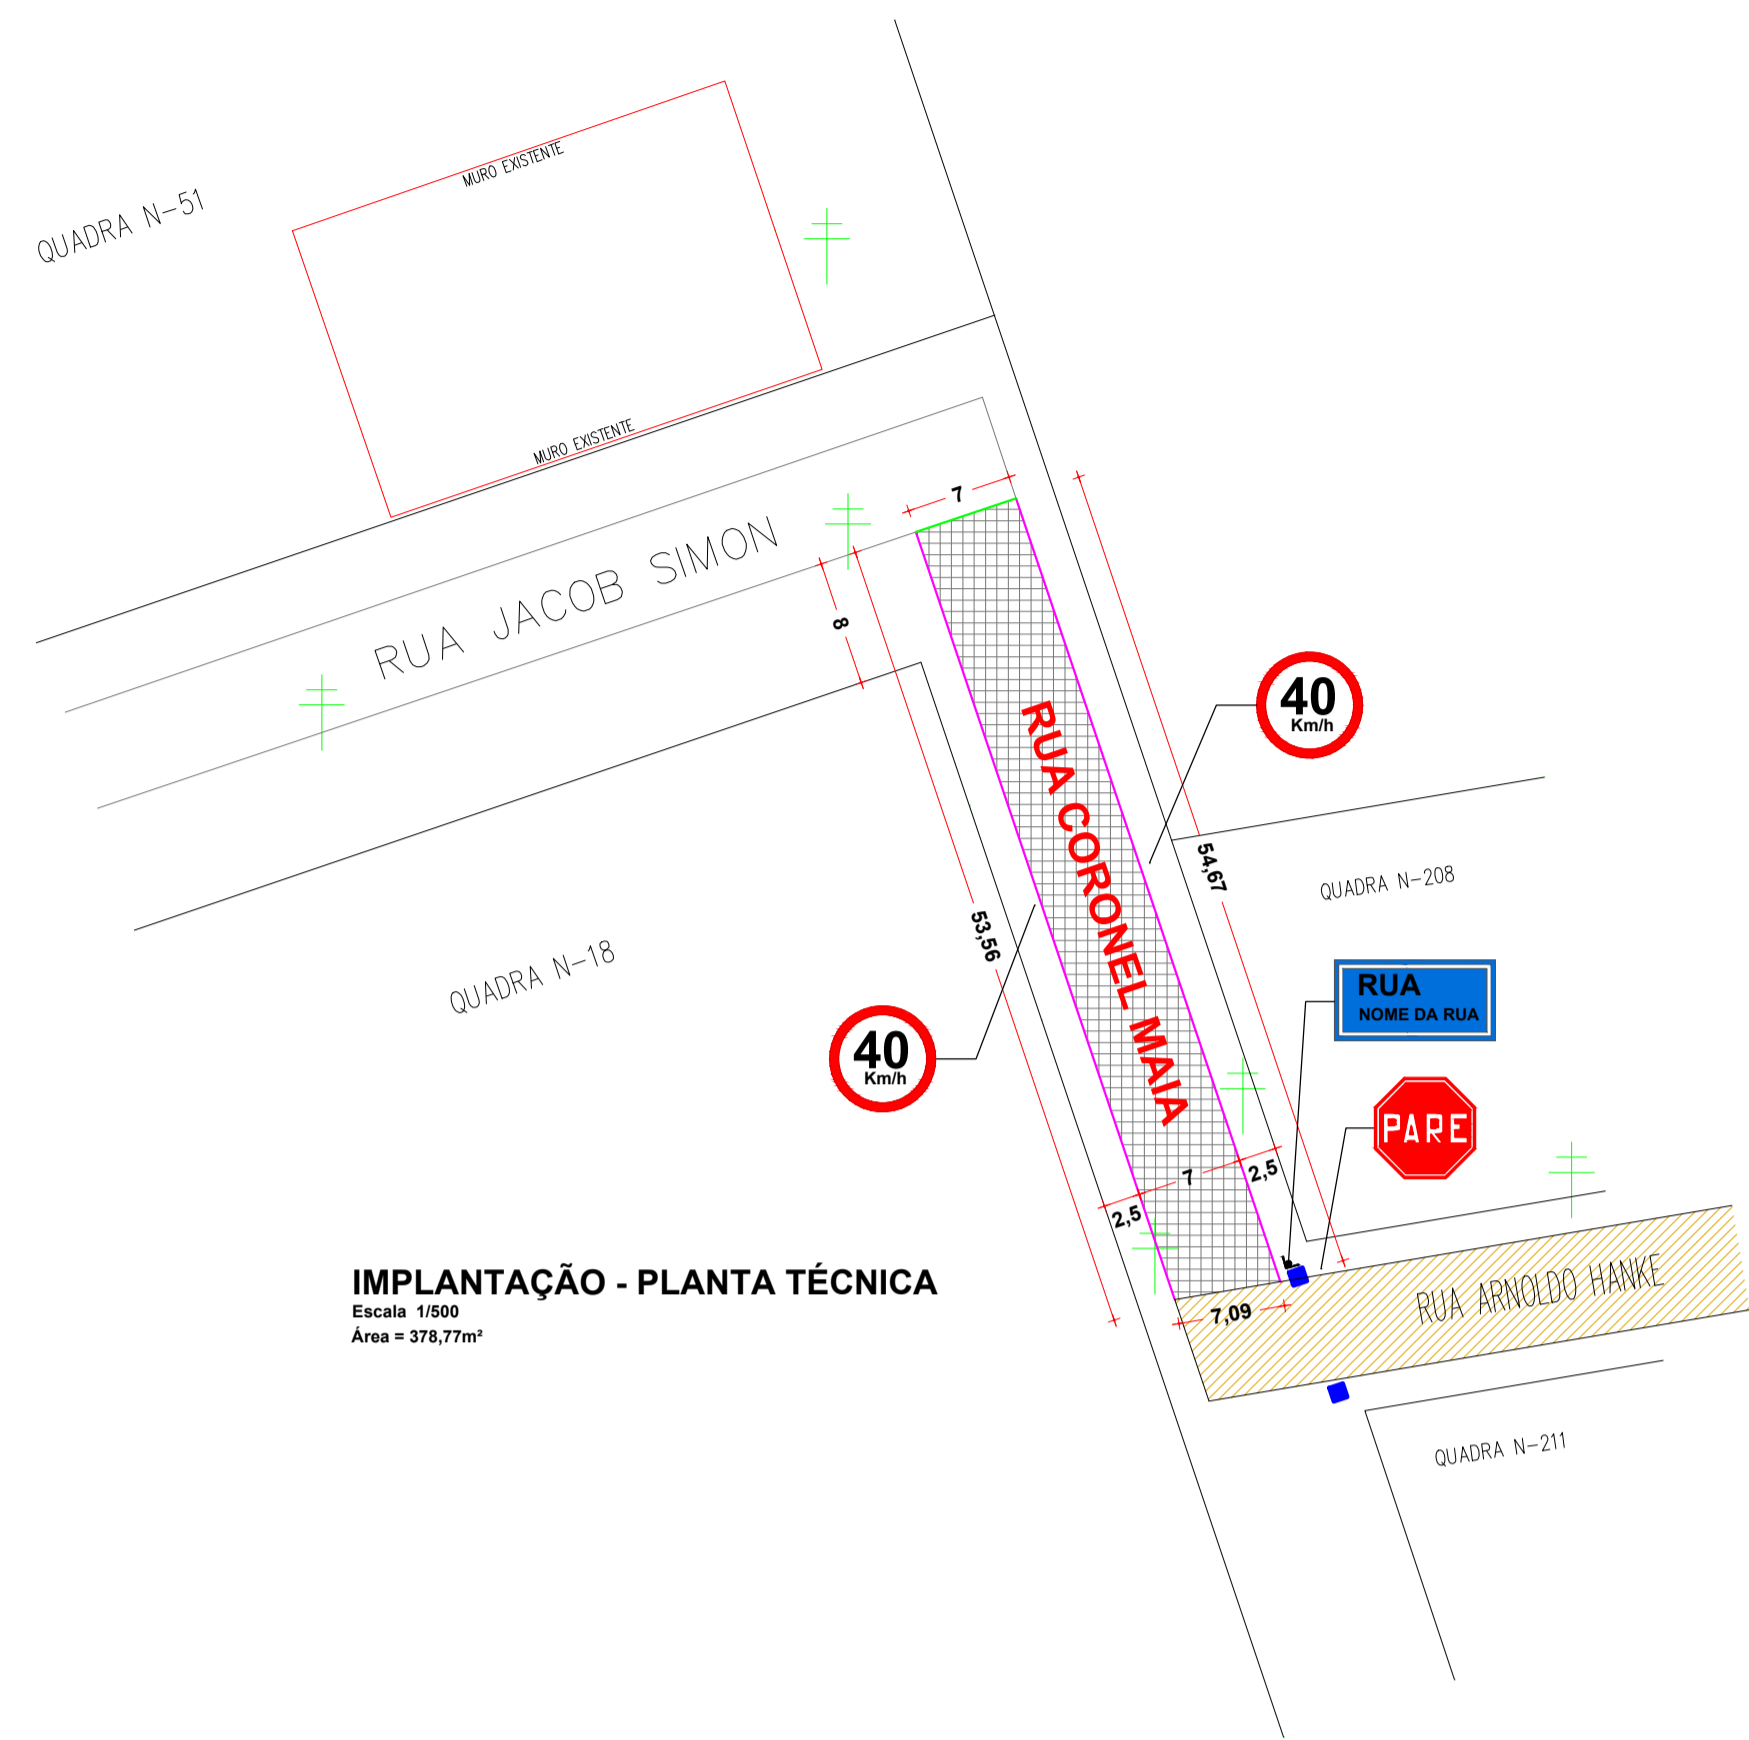 MURO EXISTENTE
QUADRA N-51
MURO EXISTENTE
7
RUA JACOB SIMON
8
40
Km/h
RUA CORONEL MAIA
54,67
QUADRA N-208
53,56
QUADRA N-18
RUA
NOME DA RUA
40
Km/h
PARE
7
2,5
2,5
IMPLANTAÇÃO - PLANTA TÉCNICA
Escala 1/500
Área = 378,77m²
7,09
RUA ARNOLDO HANKE
QUADRA N-211